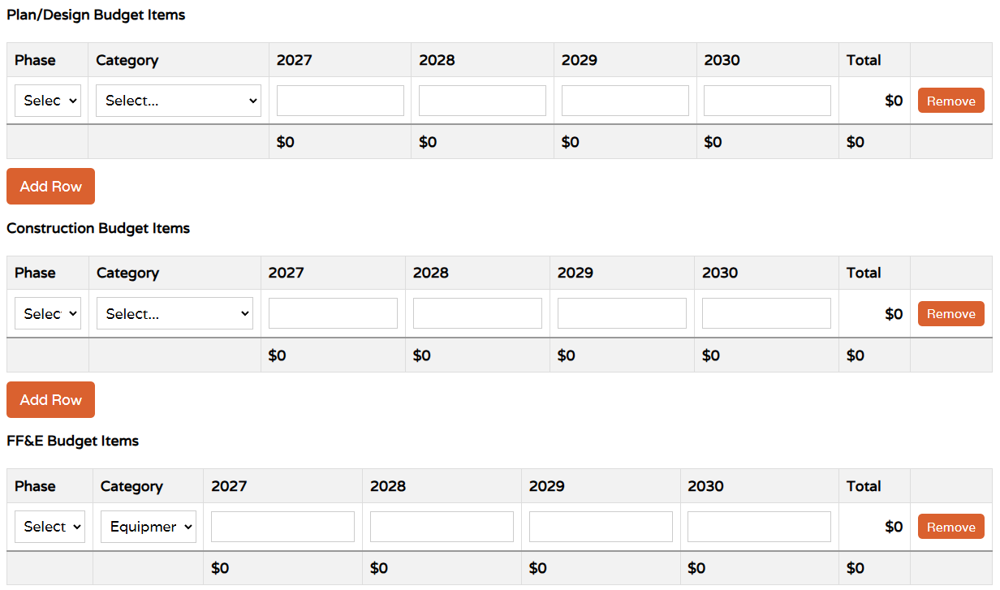 Plan/Design Budget Items
Phase Category 2027 2028 2029 2030 Total
Selec Select... $0 Remove
$0 $0 $0 $0 $0
Add Row
Construction Budget Items
Phase Category 2027 2028 2029 2030 Total
Selec Select... $0 Remove
$0 $0 $0 $0 $0
Add Row
FF&E Budget Items
Phase Category 2027 2028 2029 2030 Total
Select Equipmer $0 Remove
$0 $0 $0 $0 $0